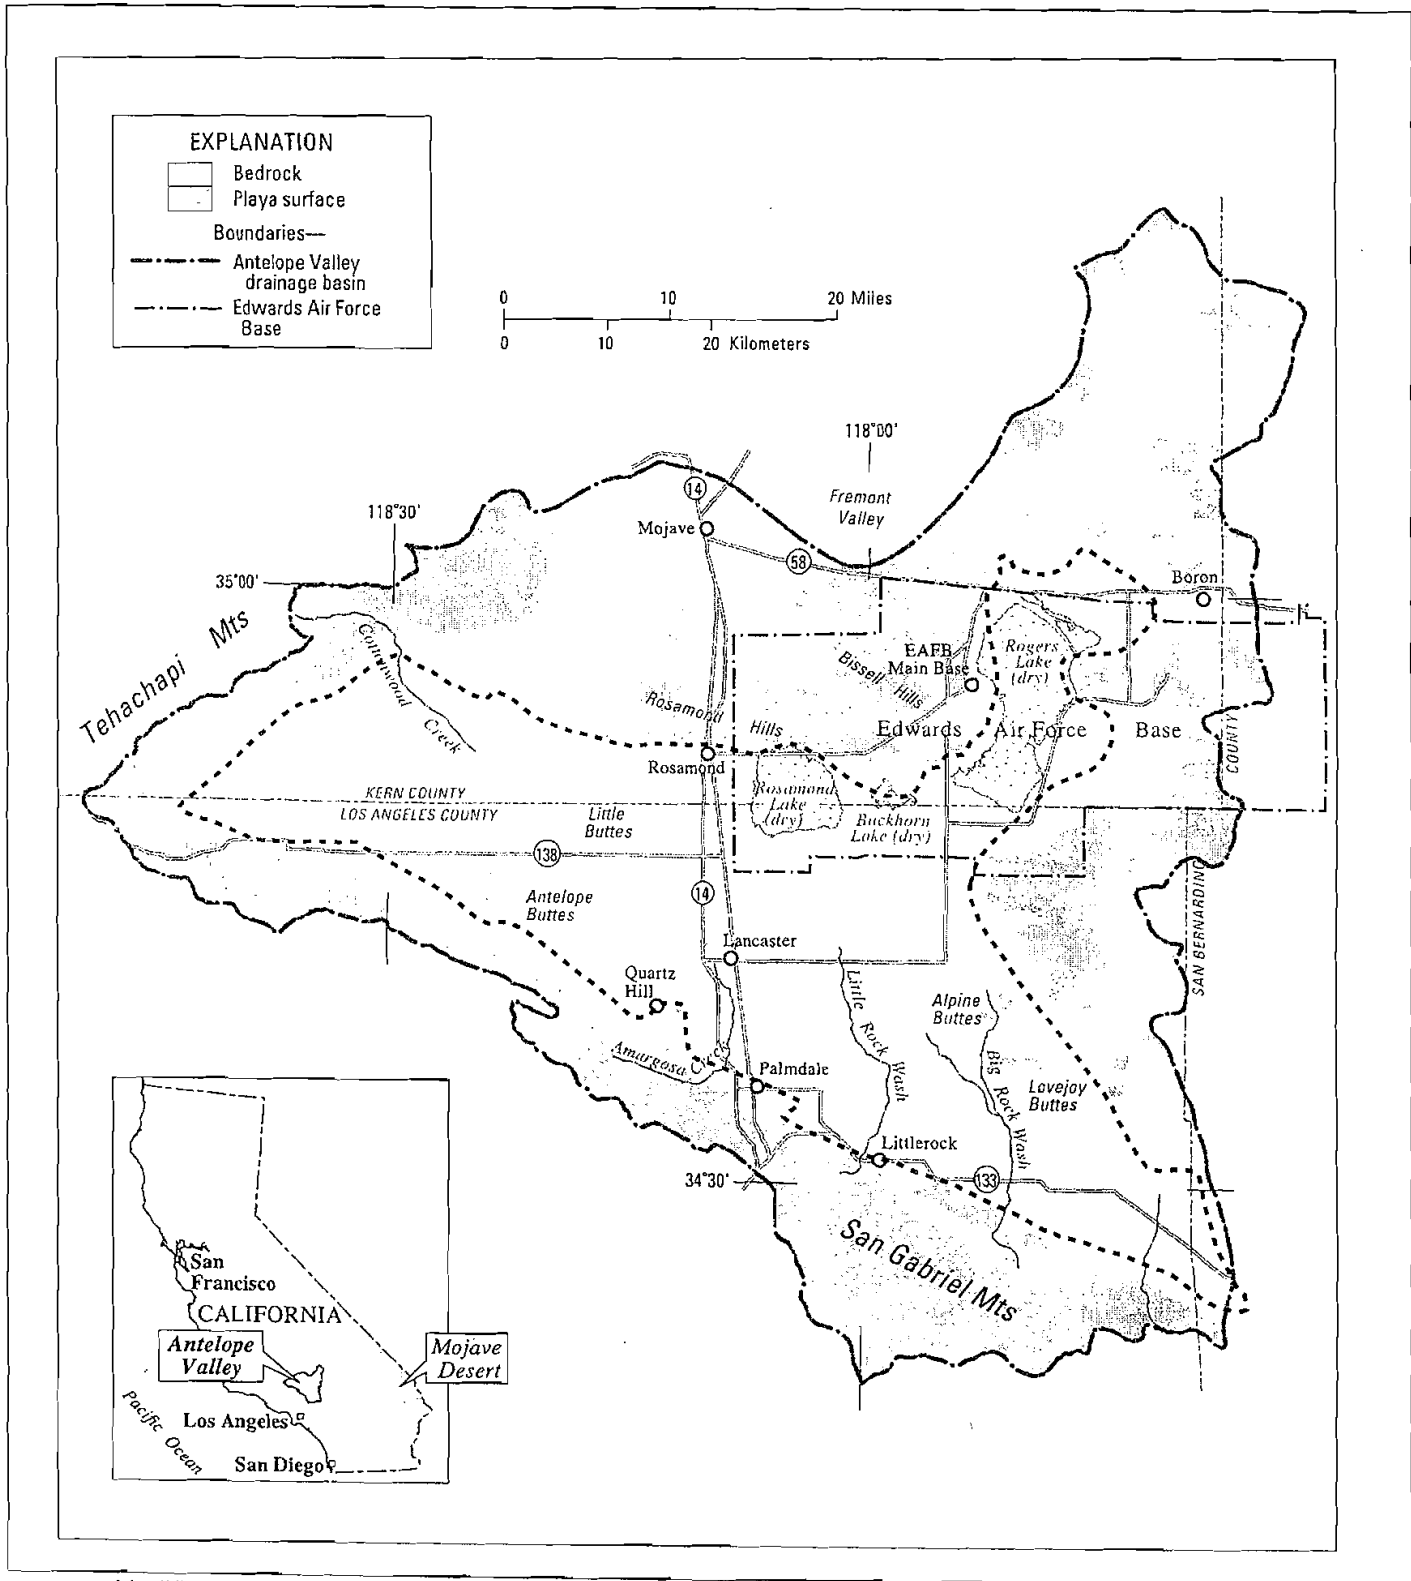 EXPLANATION
Bedrock
Playa surface
Boundaries—
Antelope Valley
drainage basin
Edwards Air Force
Base
0 10 20 Miles
0 10 20 Kilometers
118°00'
14
Fremont
Valley
118°30'
Mojave
58
35°00'
Boron
Tehachapi Mts
Cottonwood
Creek
EAFB
Main Base
Rogers
Lake
(dry)
Bissell Hills
Rosamond Hills
Edwards Air Force Base
COUNTY
Rosamond
Rosamond
Lake
(dry)
KERN COUNTY
LOS ANGELES COUNTY
Little
Buttes
Buckhorn
Lake (dry)
138
14
Antelope
Buttes
SAN BERNARDINO
Lancaster
Quartz
Hill
Little Rock Wash
Alpine
Buttes
Amargosa
Palmdale
Big Rock Wash
Lovejoy
Buttes
Littlerock
34°30'
133
San Gabriel Mts
San
Francisco
CALIFORNIA
Antelope
Valley
Mojave
Desert
Pacific Ocean
Los Angeles
San Diego